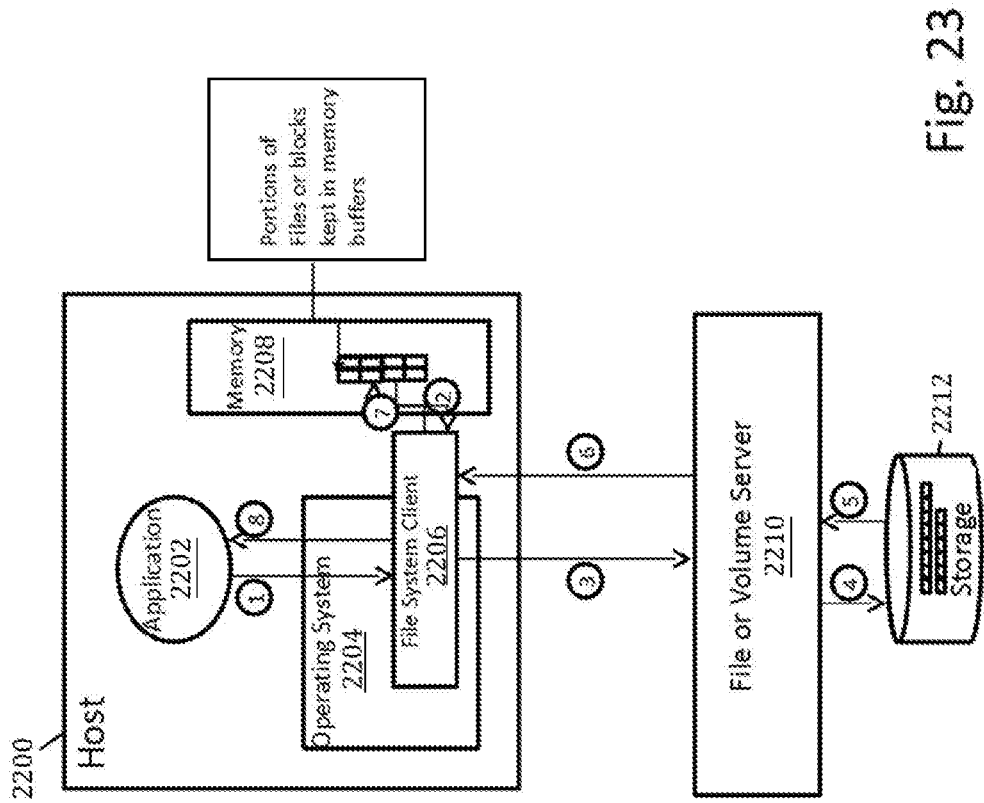 2200
Host
Application
2202
1
8
Operating System
2204
File System Client
2206
Memory
2208
7
2
Portions of
Files or blocks
kept in memory
buffers
3
6
File or Volume Server
2210
4
5
Storage
2212
Fig. 23